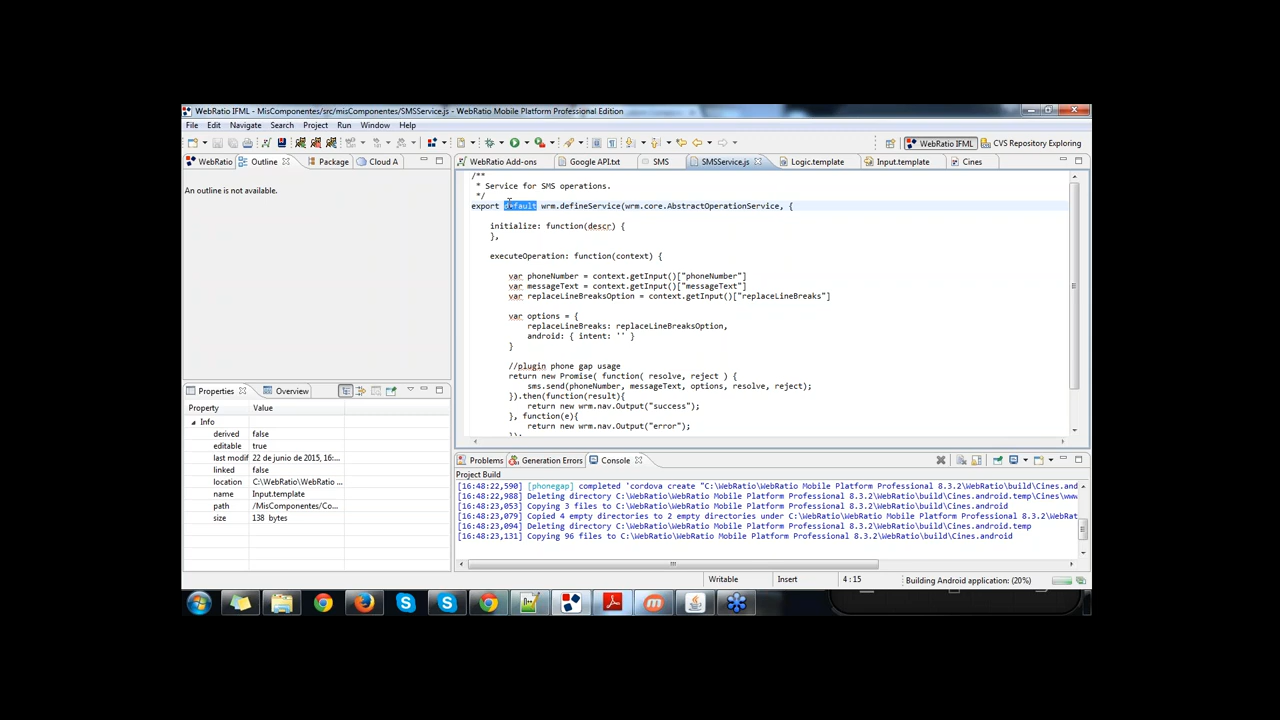 WebRatio IFML - MisComponentes/src/misComponentes/SMSService.js - WebRatio Mobile Platform Professional Edition
File Edit Navigate Search Project Run Window Help
WebRatio IFML CVS Repository Exploring
WebRatio Outline Package Cloud A
WebRatio Add-ons Google API.txt SMS SMSService.js Logic.template Input.template Cines
An outline is not available.
/**
* Service for SMS operations.
*/
export default wrm.defineService(wrm.core.AbstractOperationService, {
initialize: function(descr) {
},
executeOperation: function(context) {
var phoneNumber = context.getInput()["phoneNumber"]
var messageText = context.getInput()["messageText"]
var replaceLineBreaksOption = context.getInput()["replaceLineBreaks"]
var options = {
replaceLineBreaks: replaceLineBreaksOption,
android: { intent: '' }
}
//plugin phone gap usage
return new Promise( function( resolve, reject ) {
sms.send(phoneNumber, messageText, options, resolve, reject);
}).then(function(result){
return new wrm.nav.Output("success");
}, function(e){
return new wrm.nav.Output("error");
});
Properties Overview
Property Value
Info
derived false
editable true
last modif 22 de junio de 2015, 16:...
linked false
location C:\WebRatio\WebRatio ...
name Input.template
path /MisComponentes/Co...
size 138 bytes
Problems Generation Errors Console
Project Build
[16:48:22,590] [phonegap] completed 'cordova create "C:\WebRatio\WebRatio Mobile Platform Professional 8.3.2\WebRatio\build\Cines.and
[16:48:22,988] Deleting directory C:\WebRatio\WebRatio Mobile Platform Professional 8.3.2\WebRatio\build\Cines.android.temp\Cines\www
[16:48:23,053] Copying 3 files to C:\WebRatio\WebRatio Mobile Platform Professional 8.3.2\WebRatio\build\Cines.android
[16:48:23,079] Copied 4 empty directories to 2 empty directories under C:\WebRatio\WebRatio Mobile Platform Professional 8.3.2\WebRat
[16:48:23,094] Deleting directory C:\WebRatio\WebRatio Mobile Platform Professional 8.3.2\WebRatio\build\Cines.android.temp
[16:48:23,131] Copying 96 files to C:\WebRatio\WebRatio Mobile Platform Professional 8.3.2\WebRatio\build\Cines.android
Writable Insert 4 : 15 Building Android application: (20%)